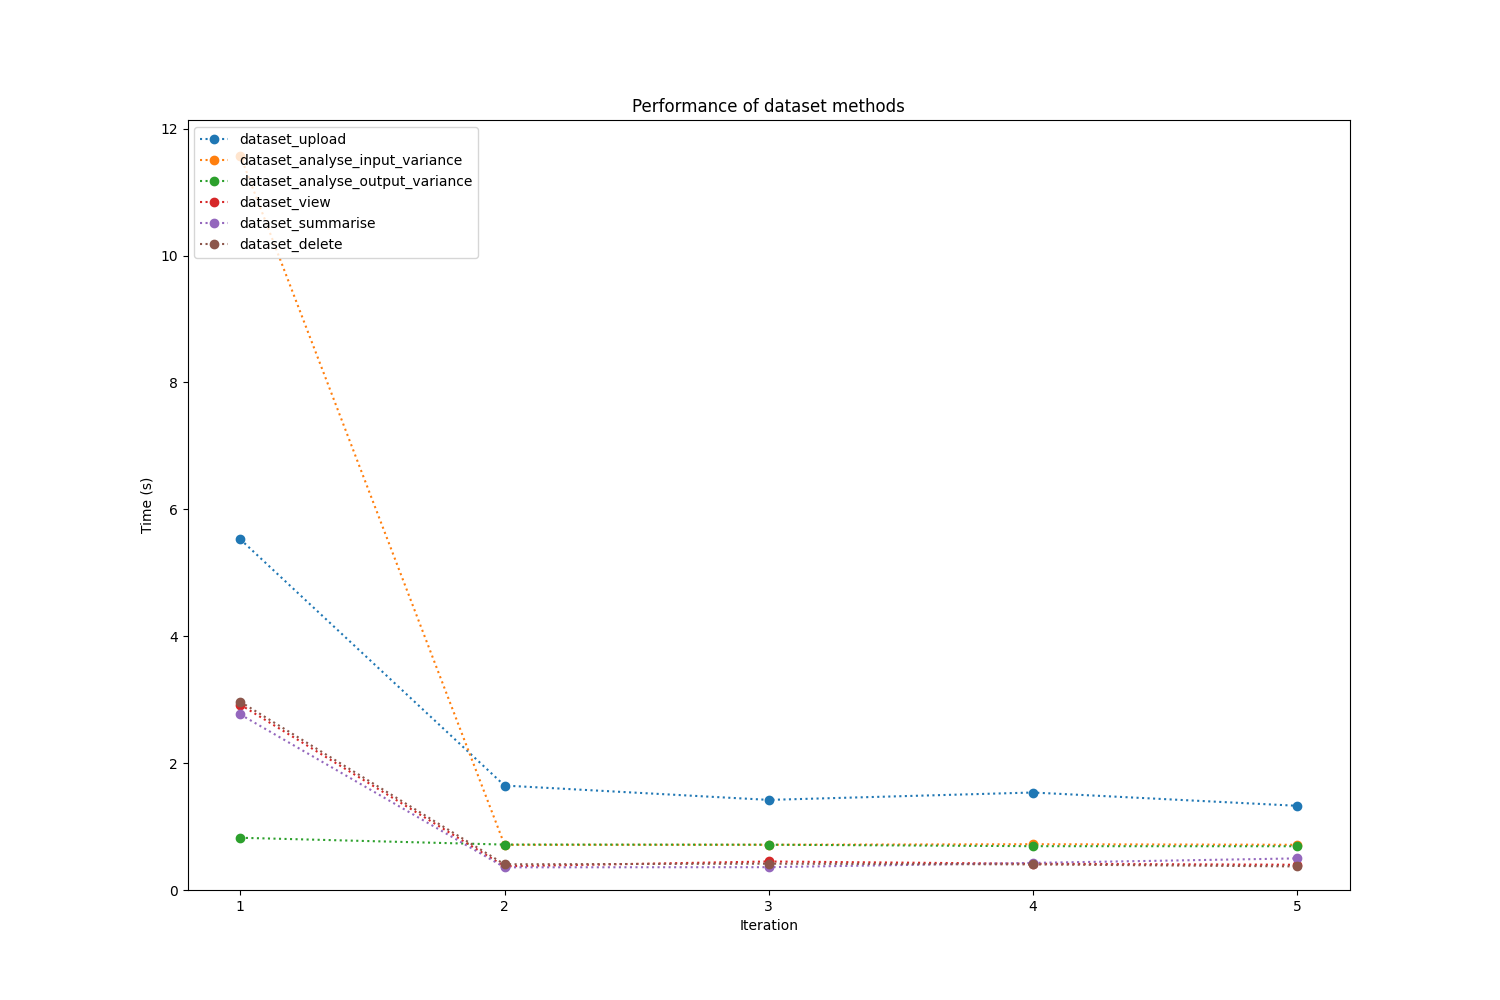 Performance of dataset methods
12
10
8
6
4
2
0
Time (s)
dataset_upload
dataset_analyse_input_variance
dataset_analyse_output_variance
dataset_view
dataset_summarise
dataset_delete
1 2 3 4 5
Iteration